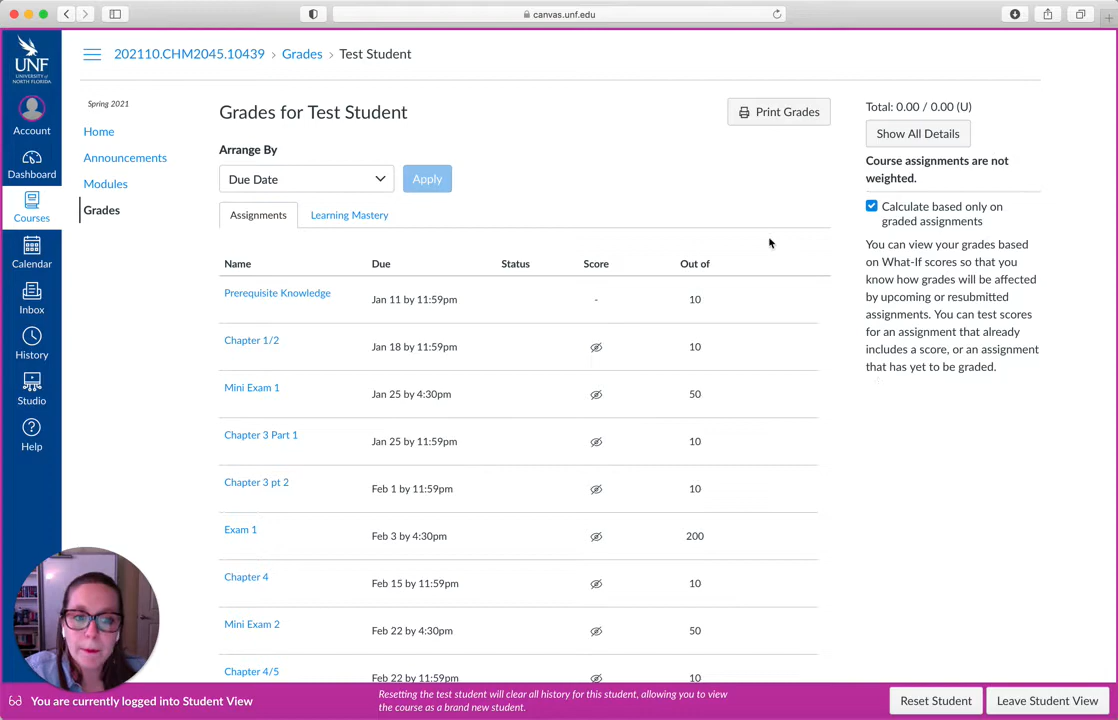 canvas.unf.edu
UNF
UNIVERSITY of
NORTH FLORIDA
Account
Dashboard
Courses
Calendar
Inbox
History
Studio
Help
202110.CHM2045.10439 › Grades › Test Student
Spring 2021
Home
Announcements
Modules
Grades
Grades for Test Student
Print Grades
Arrange By
Due Date
Apply
Assignments
Learning Mastery
Name Due Status Score Out of
Prerequisite Knowledge Jan 11 by 11:59pm - 10
Chapter 1/2 Jan 18 by 11:59pm 10
Mini Exam 1 Jan 25 by 4:30pm 50
Chapter 3 Part 1 Jan 25 by 11:59pm 10
Chapter 3 pt 2 Feb 1 by 11:59pm 10
Exam 1 Feb 3 by 4:30pm 200
Chapter 4 Feb 15 by 11:59pm 10
Mini Exam 2 Feb 22 by 4:30pm 50
Chapter 4/5 Feb 22 by 11:59pm 10
Total: 0.00 / 0.00 (U)
Show All Details
Course assignments are not
weighted.
Calculate based only on
graded assignments
You can view your grades based
on What-If scores so that you
know how grades will be affected
by upcoming or resubmitted
assignments. You can test scores
for an assignment that already
includes a score, or an assignment
that has yet to be graded.
You are currently logged into Student View
Resetting the test student will clear all history for this student, allowing you to view
the course as a brand new student.
Reset Student
Leave Student View